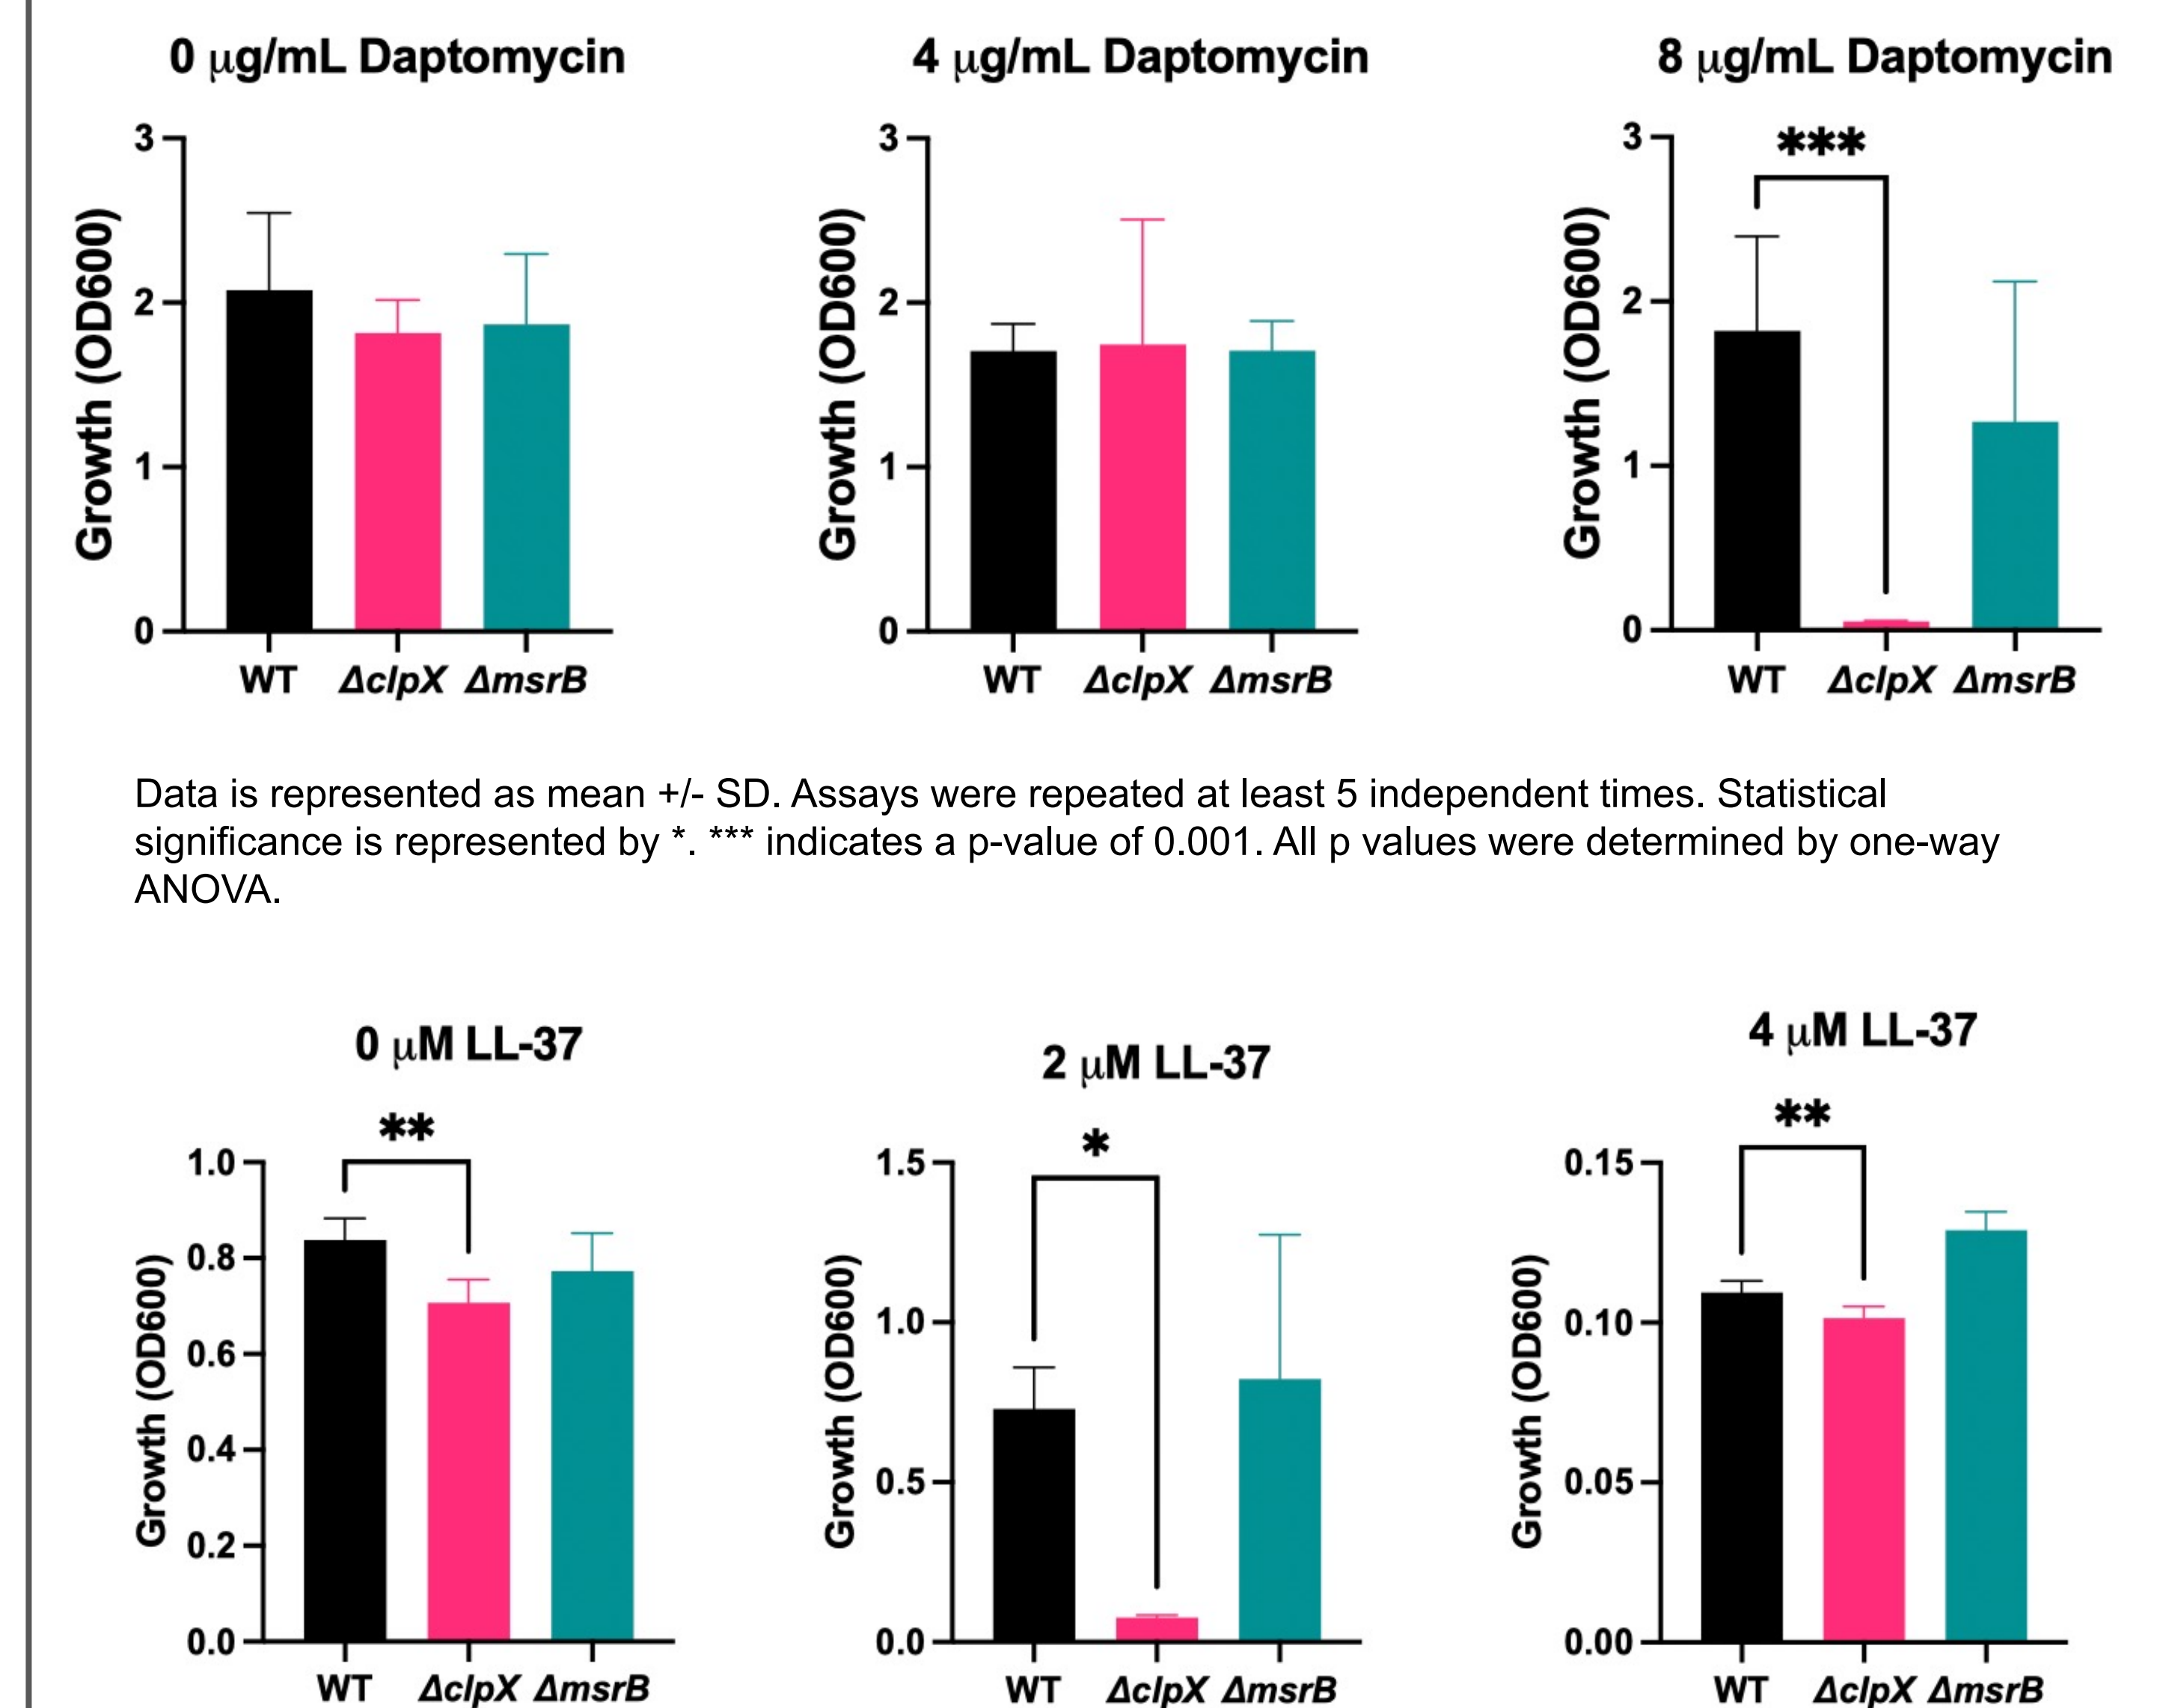 0 μg/mL Daptomycin
4 μg/mL Daptomycin
8 μg/mL Daptomycin
***
3
2
1
0
Growth (OD600)
WT ΔclpX ΔmsrB
3
2
1
0
Growth (OD600)
WT ΔclpX ΔmsrB
3
2
1
0
Growth (OD600)
WT ΔclpX ΔmsrB
Data is represented as mean +/- SD. Assays were repeated at least 5 independent times. Statistical
significance is represented by *. *** indicates a p-value of 0.001. All p values were determined by one-way
ANOVA.
0 μM LL-37
**
1.0
0.8
0.6
0.4
0.2
0.0
Growth (OD600)
WT ΔclpX ΔmsrB
2 μM LL-37
*
1.5
1.0
0.5
0.0
Growth (OD600)
WT ΔclpX ΔmsrB
4 μM LL-37
**
0.15
0.10
0.05
0.00
Growth (OD600)
WT ΔclpX ΔmsrB